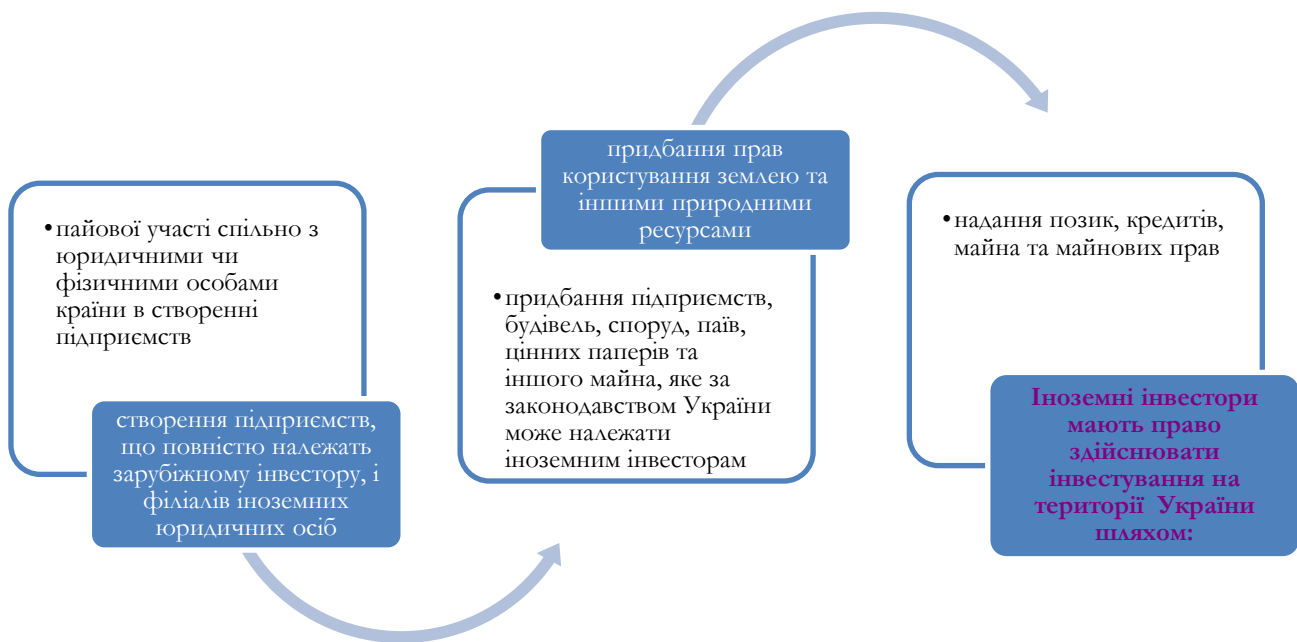 •пайової участі спільно з
юридичними чи
фізичними особами
країни в створенні
підприємств
створення підприємств,
що повністю належать
зарубіжному інвестору, і
філіалів іноземних
юридичних осіб
придбання прав
користування землею та
іншими природними
ресурсами
•придбання підприємств,
будівель, споруд, паїв,
цінних паперів та
іншого майна, яке за
законодавством України
може належати
іноземним інвесторам
•надання позик, кредитів,
майна та майнових прав
Іноземні інвестори
мають право
здійснювати
інвестування на
території України
шляхом: